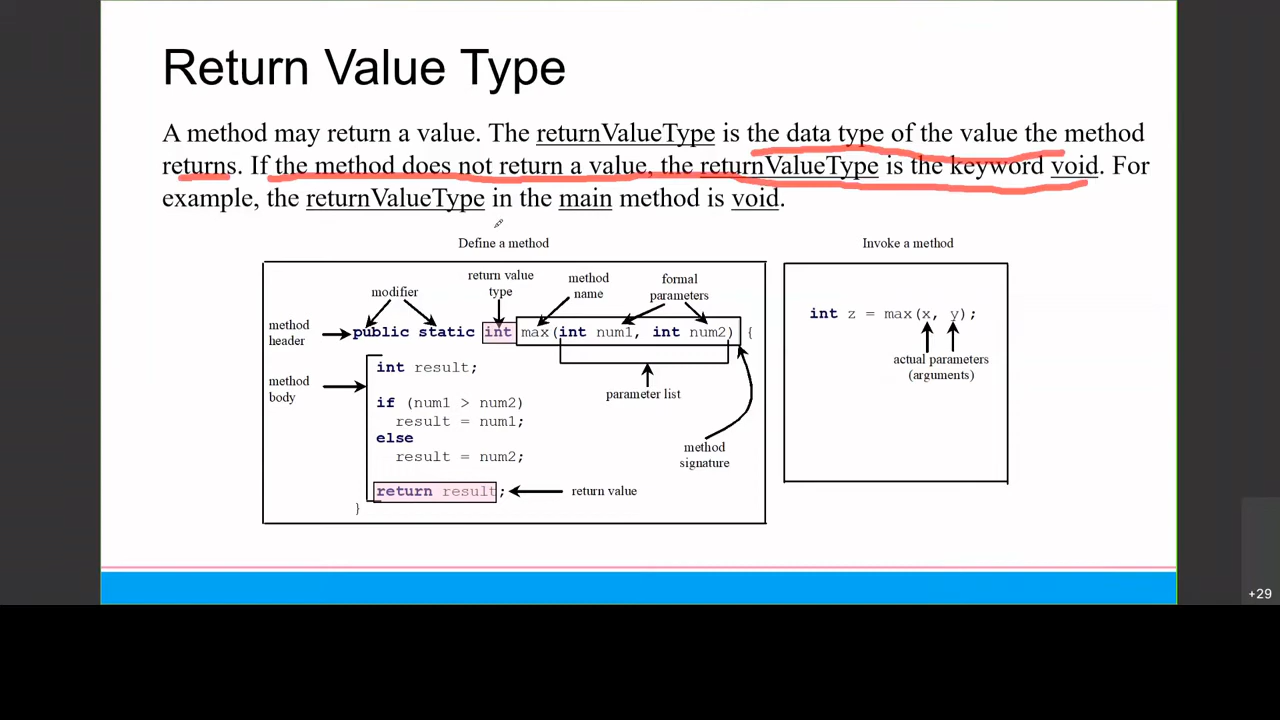 Return Value Type
A method may return a value. The returnValueType is the data type of the value the method
returns. If the method does not return a value, the returnValueType is the keyword void. For
example, the returnValueType in the main method is void.
Define a method
Invoke a method
modifier
return value
type
method
name
formal
parameters
method
header
public static int max(int num1, int num2) {
method
body
int result;
parameter list
if (num1 > num2)
result = num1;
else
result = num2;
method
signature
return result;
return value
}
int z = max(x, y);
actual parameters
(arguments)
+29